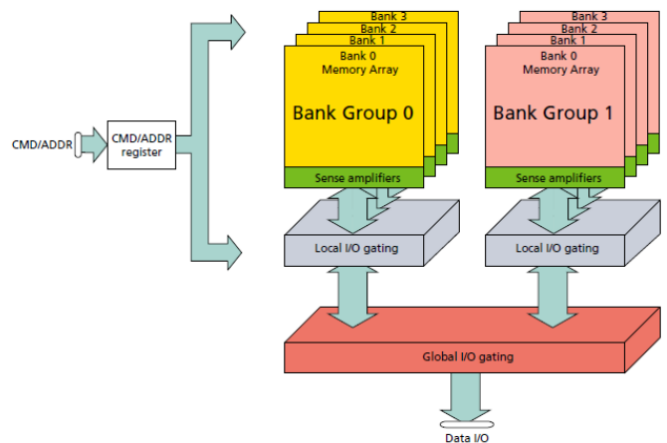 Bank 3
Bank 2
Bank 1
Bank 0
Memory Array
Bank Group 0
Sense amplifiers
Bank 3
Bank 2
Bank 1
Bank 0
Memory Array
Bank Group 1
Sense amplifiers
CMD/ADDR
CMD/ADDR
register
Local I/O gating
Local I/O gating
Global I/O gating
Data I/O